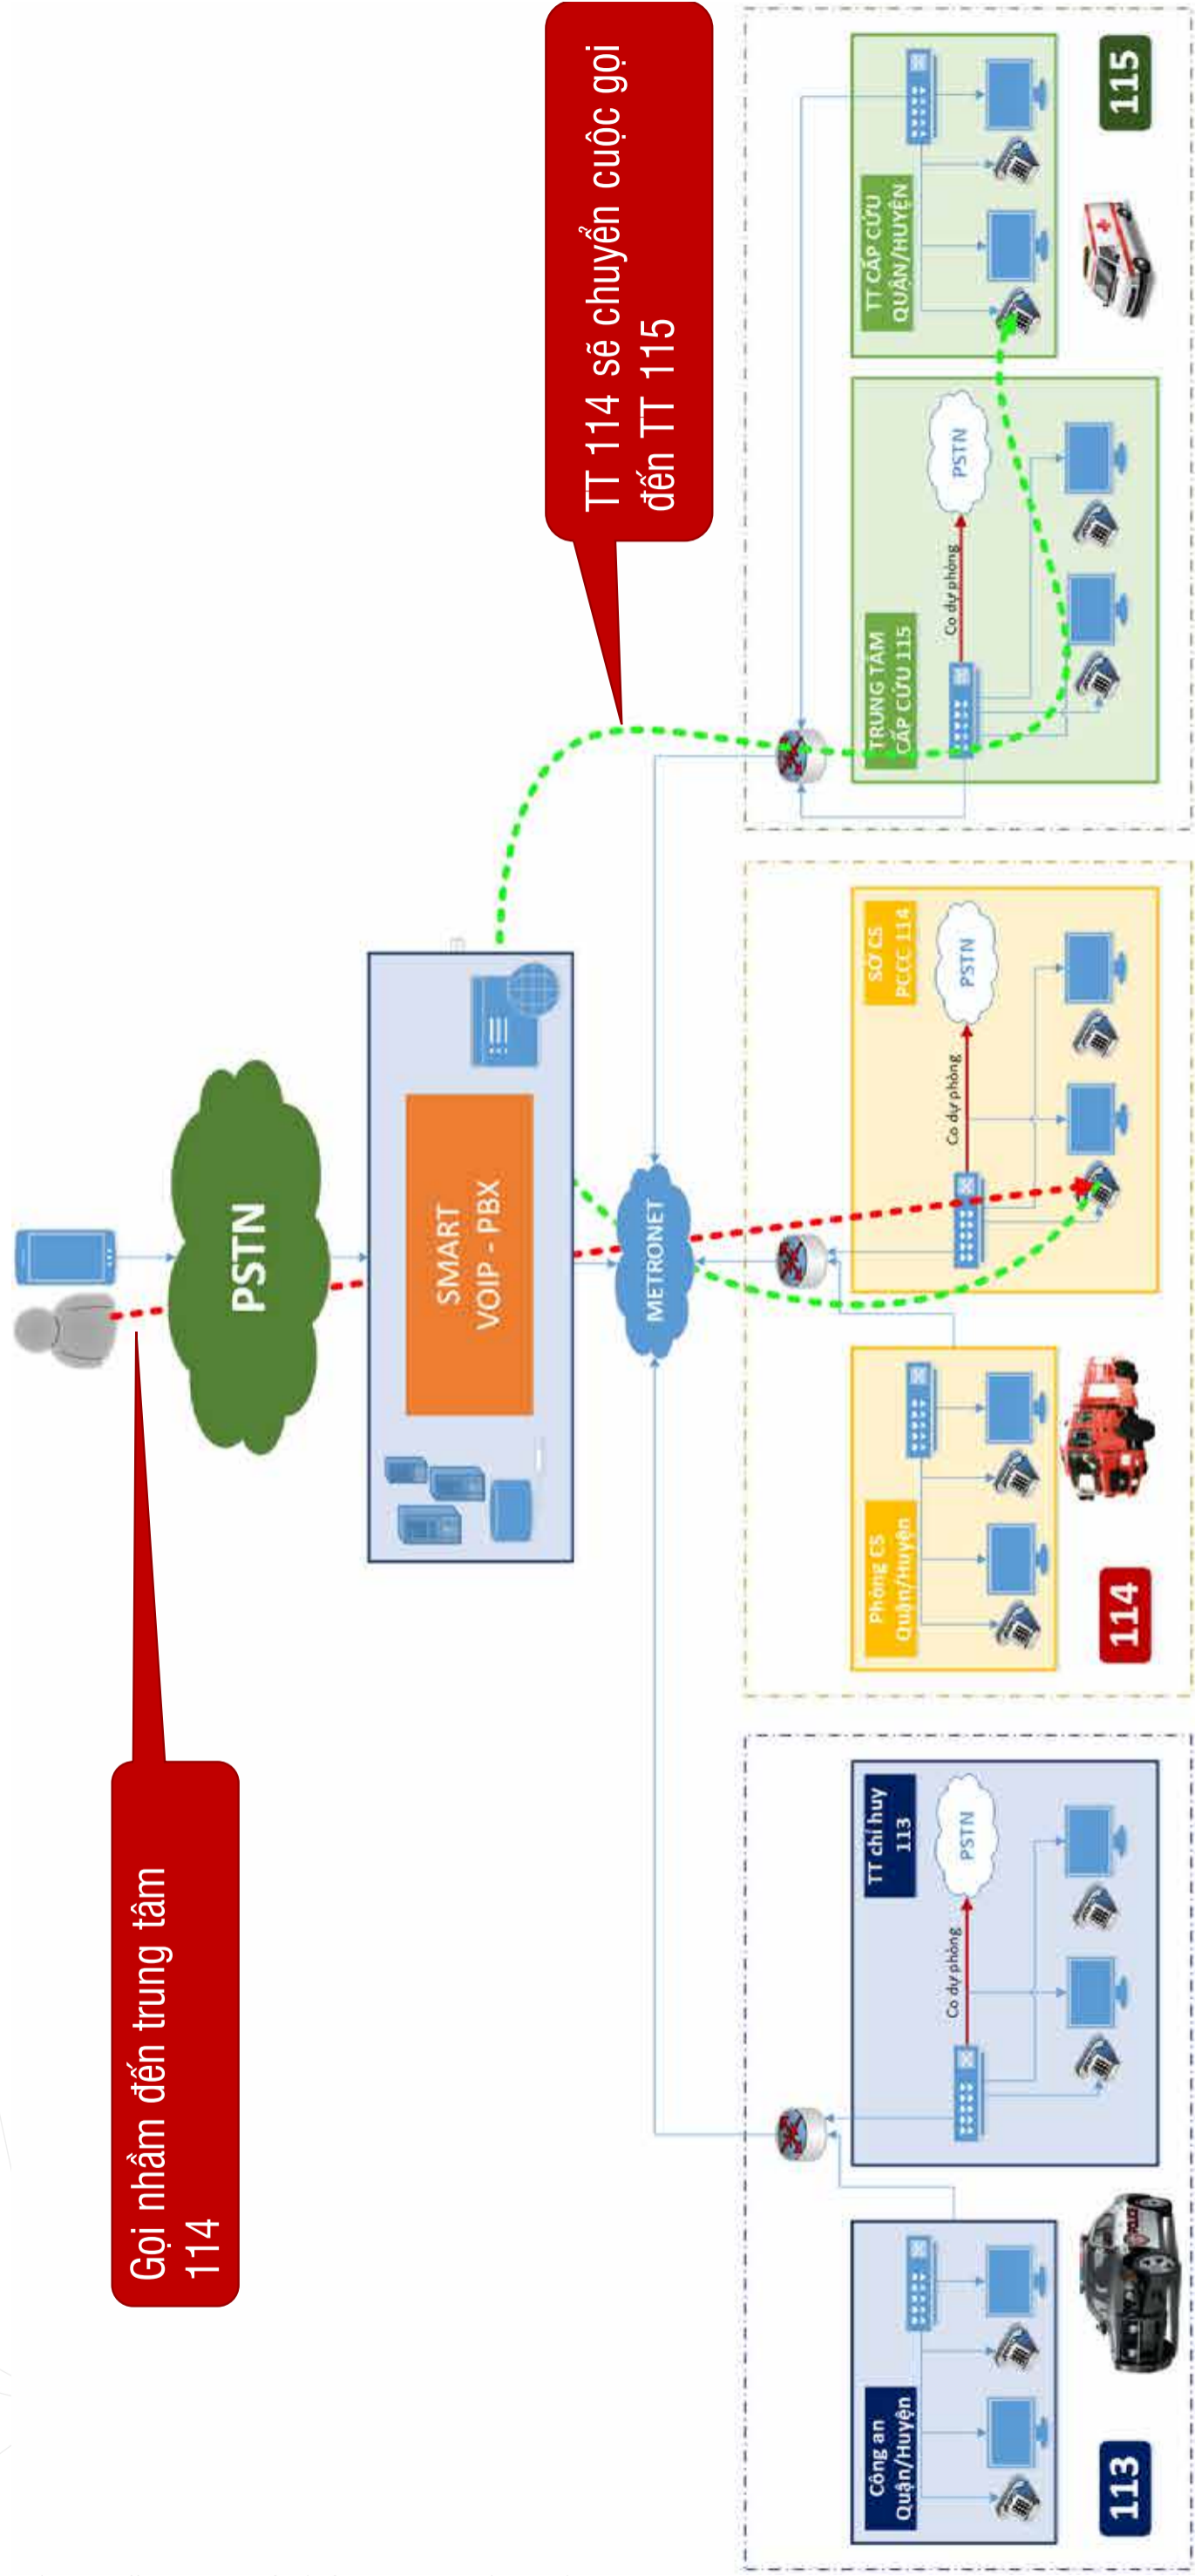 Gọi nhầm đến trung tâm
114
PSTN
SMART
VOIP - PBX
METRONET
TT 114 sẽ chuyển cuộc gọi
đến TT 115
Công an
Quận/Huyện
113
TT chỉ huy
113
Co dự phòng
PSTN
Phòng CS
Quận/Huyện
114
SỞ CS
PCCC 114
Co dự phòng
PSTN
TRUNG TÂM
CẤP CỨU 115
Co dự phòng
PSTN
TT CẤP CỨU
QUẬN/HUYỆN
115